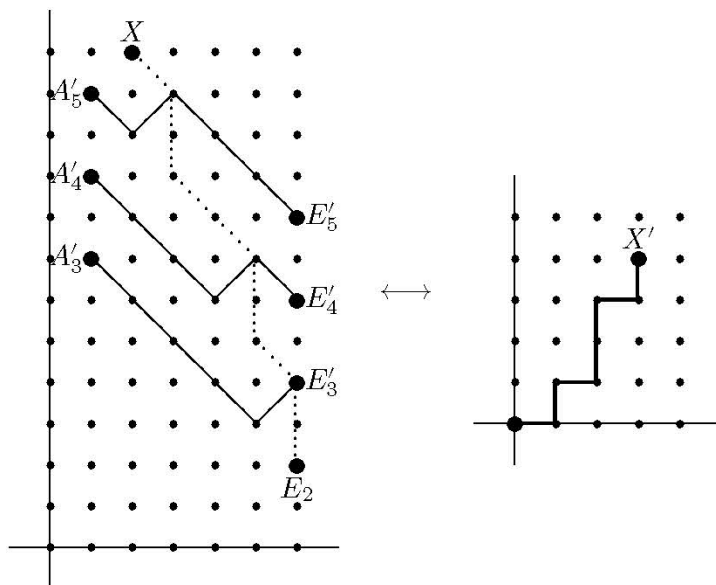 X
A′₅
A′₄ E′₅
A′₃ X′
E′₄
⟷
E′₃
E₂